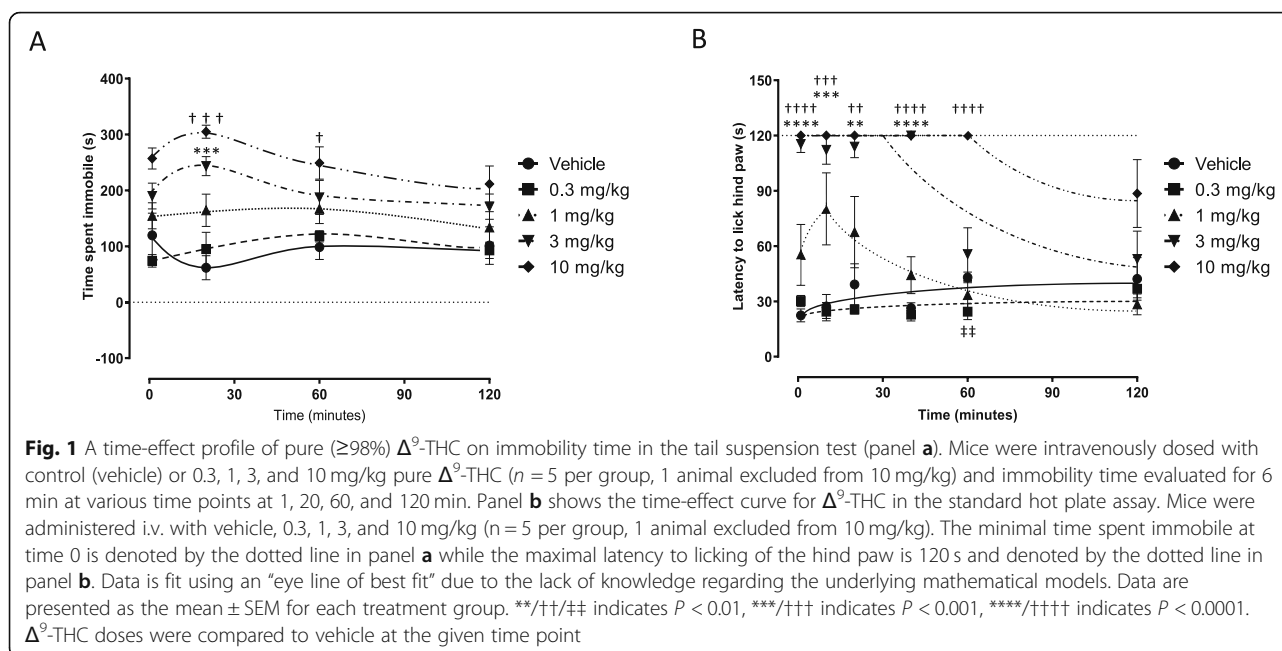 A
400
300
200
100
0
-100
Time spent immobile (s)
† † †
***
†
0 30 60 90 120
Time (minutes)
Vehicle
0.3 mg/kg
1 mg/kg
3 mg/kg
10 mg/kg
B
150
120
90
60
30
0
Latency to lick hind paw (s)
††††
****
†††
***
††
**
††††
****
††††
‡‡
0 30 60 90 120
Time (minutes)
Vehicle
0.3 mg/kg
1 mg/kg
3 mg/kg
10 mg/kg
Fig. 1 A time-effect profile of pure (≥98%) Δ⁹-THC on immobility time in the tail suspension test (panel a). Mice were intravenously dosed with
control (vehicle) or 0.3, 1, 3, and 10 mg/kg pure Δ⁹-THC (n = 5 per group, 1 animal excluded from 10 mg/kg) and immobility time evaluated for 6
min at various time points at 1, 20, 60, and 120 min. Panel b shows the time-effect curve for Δ⁹-THC in the standard hot plate assay. Mice were
administered i.v. with vehicle, 0.3, 1, 3, and 10 mg/kg (n = 5 per group, 1 animal excluded from 10 mg/kg). The minimal time spent immobile at
time 0 is denoted by the dotted line in panel a while the maximal latency to licking of the hind paw is 120 s and denoted by the dotted line in
panel b. Data is fit using an "eye line of best fit" due to the lack of knowledge regarding the underlying mathematical models. Data are
presented as the mean ± SEM for each treatment group. **/††/‡‡ indicates P < 0.01, ***/††† indicates P < 0.001, ****/†††† indicates P < 0.0001.
Δ⁹-THC doses were compared to vehicle at the given time point